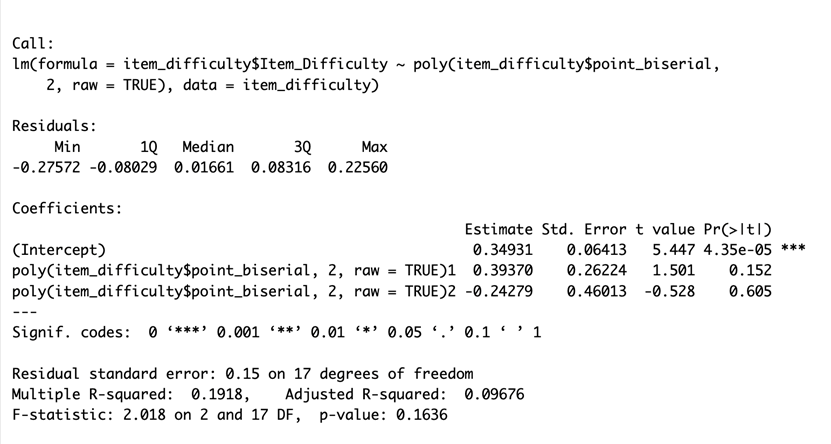 Call:
lm(formula = item_difficulty$Item_Difficulty ~ poly(item_difficulty$point_biserial,
    2, raw = TRUE), data = item_difficulty)
Residuals:
     Min       1Q   Median       3Q      Max
-0.27572 -0.08029  0.01661  0.08316  0.22560
Coefficients:
                                                     Estimate Std. Error t value Pr(>|t|)
(Intercept)                                           0.34931    0.06413   5.447 4.35e-05 ***
poly(item_difficulty$point_biserial, 2, raw = TRUE)1  0.39370    0.26224   1.501    0.152
poly(item_difficulty$point_biserial, 2, raw = TRUE)2 -0.24279    0.46013  -0.528    0.605
---
Signif. codes:  0 ‘***’ 0.001 ‘**’ 0.01 ‘*’ 0.05 ‘.’ 0.1 ‘ ’ 1
Residual standard error: 0.15 on 17 degrees of freedom
Multiple R-squared:  0.1918,    Adjusted R-squared:  0.09676
F-statistic: 2.018 on 2 and 17 DF,  p-value: 0.1636